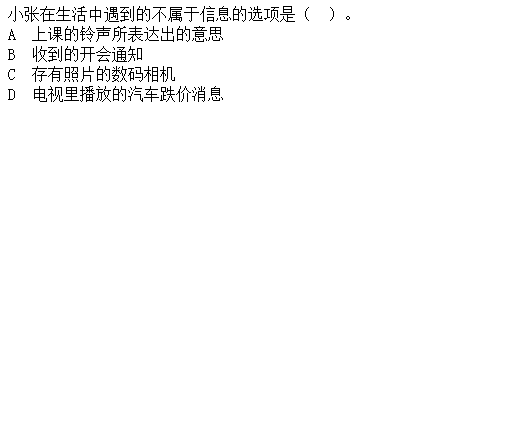 小张在生活中遇到的不属于信息的选项是（  ）。
A  上课的铃声所表达出的意思
B  收到的开会通知
C  存有照片的数码相机
D  电视里播放的汽车跌价消息